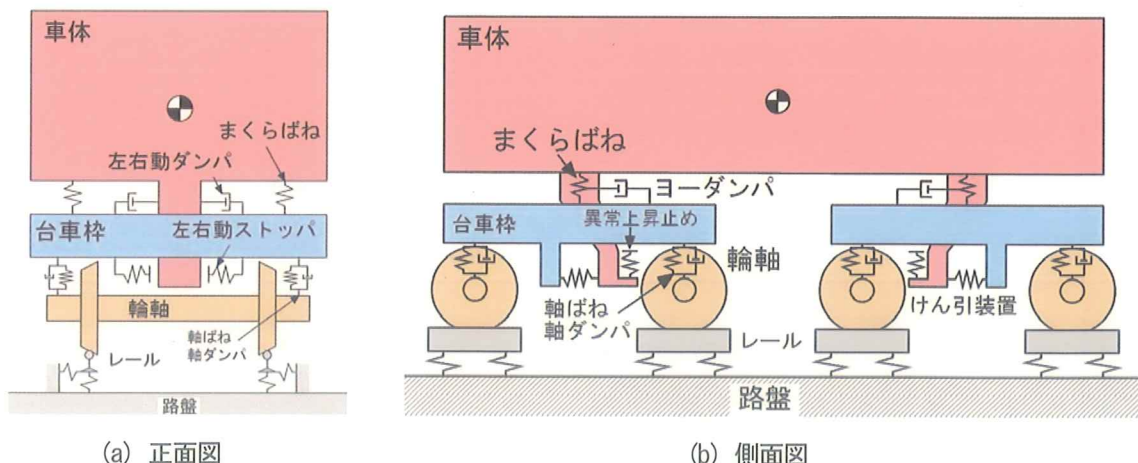 車体
まくらばね
左右動ダンパ
台車枠
左右動ストッパ
輪軸
軸ばね
軸ダンパ
レール
路盤
(a) 正面図
車体
まくらばね
ヨーダンパ
台車枠
異常上昇止め
輪軸
軸ばね
軸ダンパ
けん引装置
レール
路盤
(b) 側面図